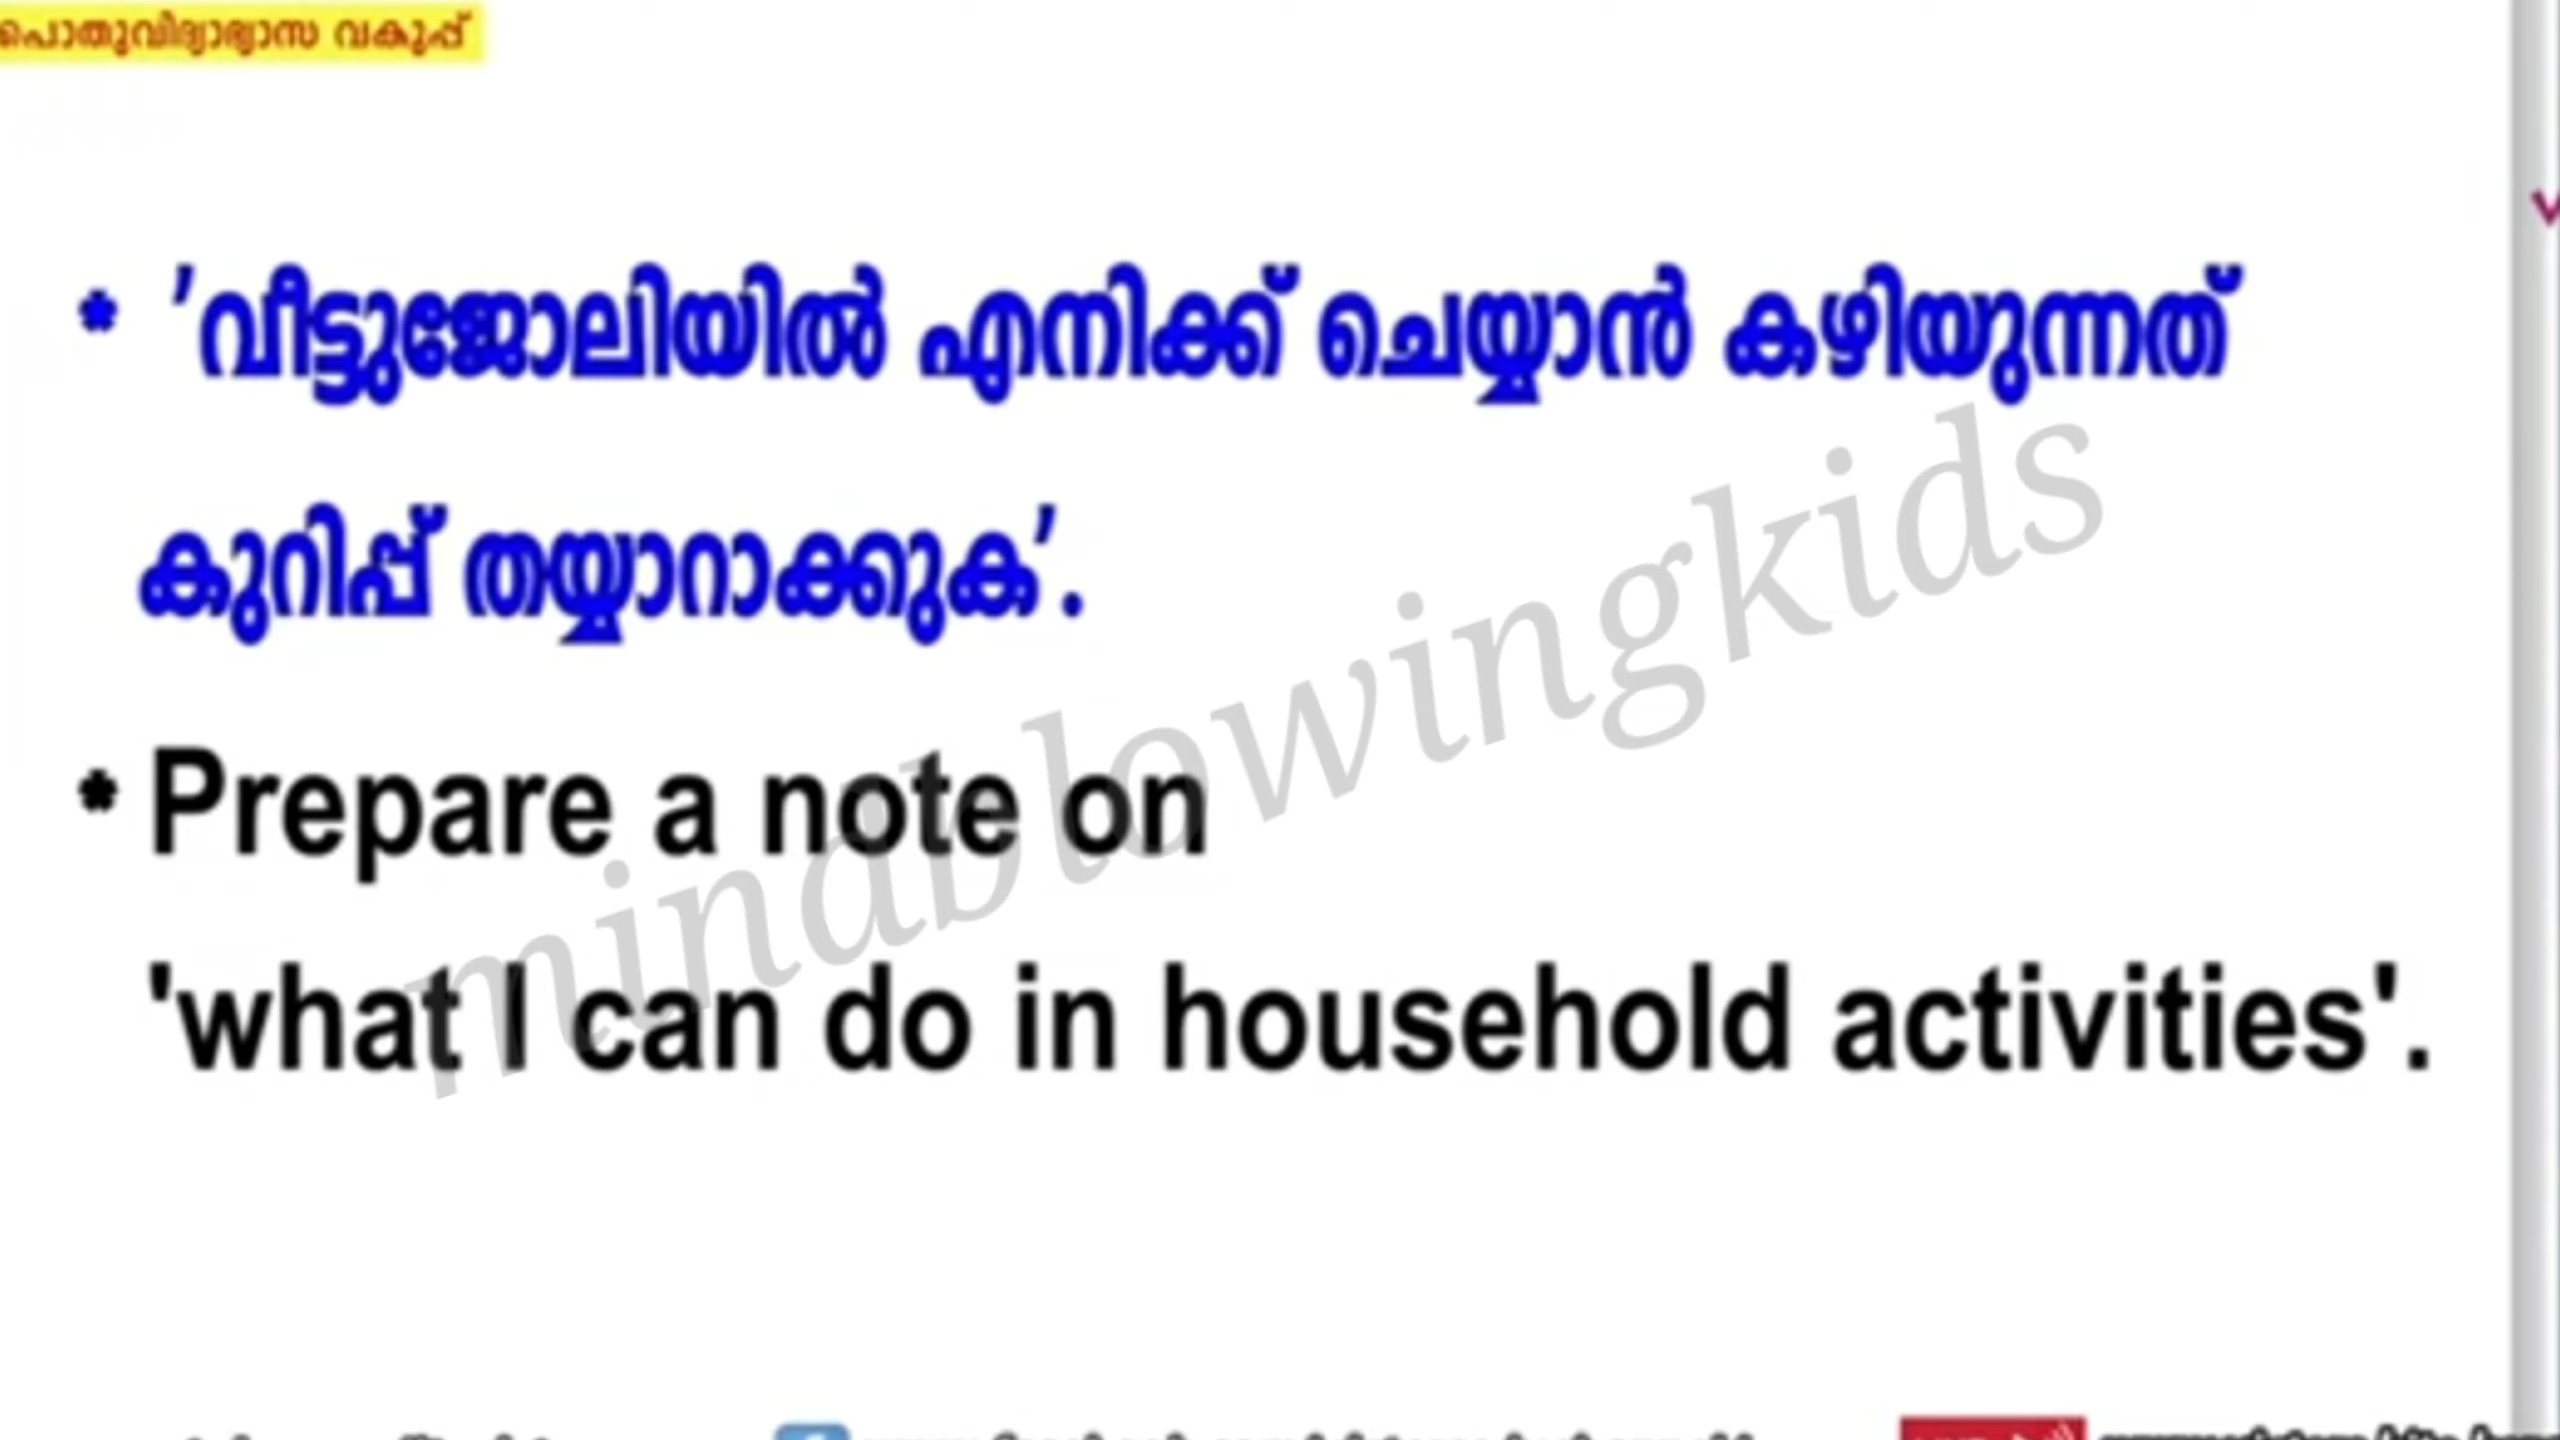 പൊതുവിദ്യാഭ്യാസ വകുപ്പ്
* 'വീട്ടുജോലിയിൽ എനിക്ക് ചെയ്യാൻ കഴിയുന്നത്
കുറിപ്പ് തയ്യാറാക്കുക'.
* Prepare a note on
'what I can do in household activities'.
mindblowingkids